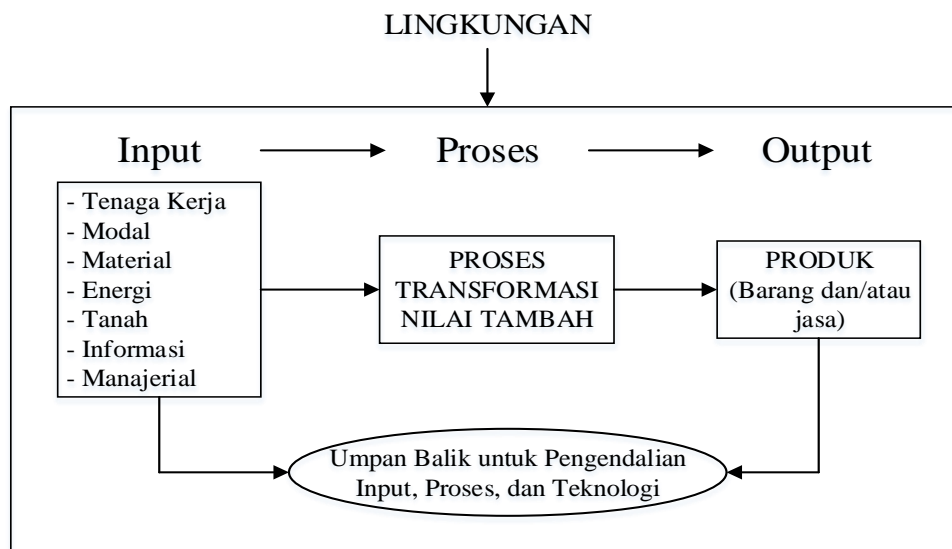 LINGKUNGAN
Input
Proses
Output
- Tenaga Kerja
- Modal
- Material
- Energi
- Tanah
- Informasi
- Manajerial
PROSES
TRANSFORMASI
NILAI TAMBAH
PRODUK
(Barang dan/atau
jasa)
Umpan Balik untuk Pengendalian
Input, Proses, dan Teknologi